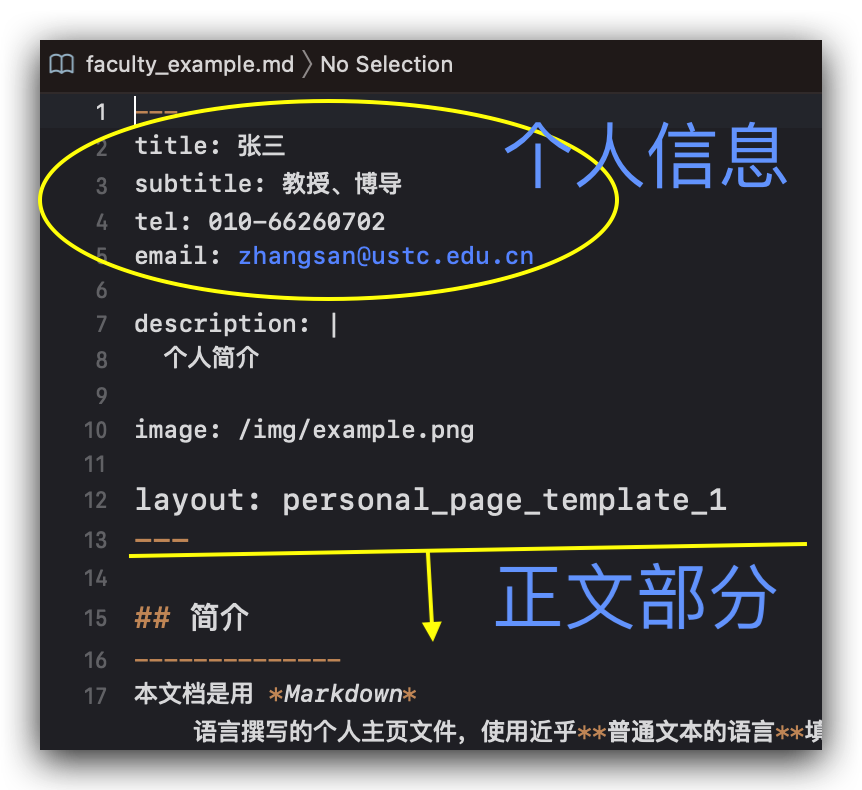 faculty_example.md 〉 No Selection
1 ---
个人信息
2 title: 张三
3 subtitle: 教授、博导
4 tel: 010-66260702
5 email: zhangsan@ustc.edu.cn
6
7 description: |
8 个人简介
9
10 image: /img/example.png
11
12 layout: personal_page_template_1
13 ---
14
正文部分
15 ## 简介
16 --------------
17 本文档是用 *Markdown*
语言撰写的个人主页文件，使用近乎**普通文本的语言**填